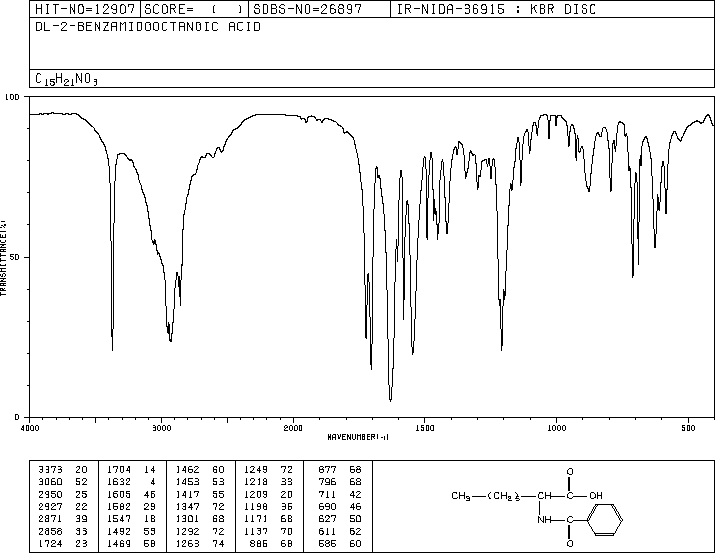 HIT-NO=12907 SCORE= ( ) SDBS-NO=26897 IR-NIDA-36915 : KBR DISC
DL-2-BENZAMIDOOCTANOIC ACID
C15H21NO3
100
50
0
TRANSMITTANCE(%)
4000 3000 2000 1500 1000 500
WAVENUMBER(-1)
3373 20 1704 14 1462 60 1249 72 877 68
3060 52 1632 4 1453 53 1218 33 796 68
2950 25 1605 46 1417 55 1209 20 711 42
2927 22 1582 29 1347 72 1198 36 690 46
2871 39 1547 18 1301 68 1171 68 627 50
2858 33 1492 53 1292 72 1137 70 611 62
1724 23 1469 58 1263 74 886 68 586 60
O
CH3 (CH2)5 CH C OH
NH C
O